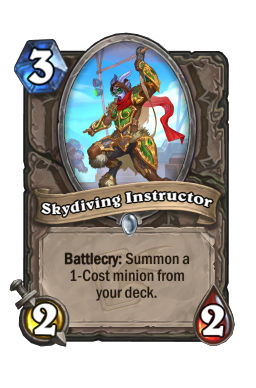 3
Skydiving Instructor
Battlecry: Summon a
1-Cost minion from
your deck.
2
2